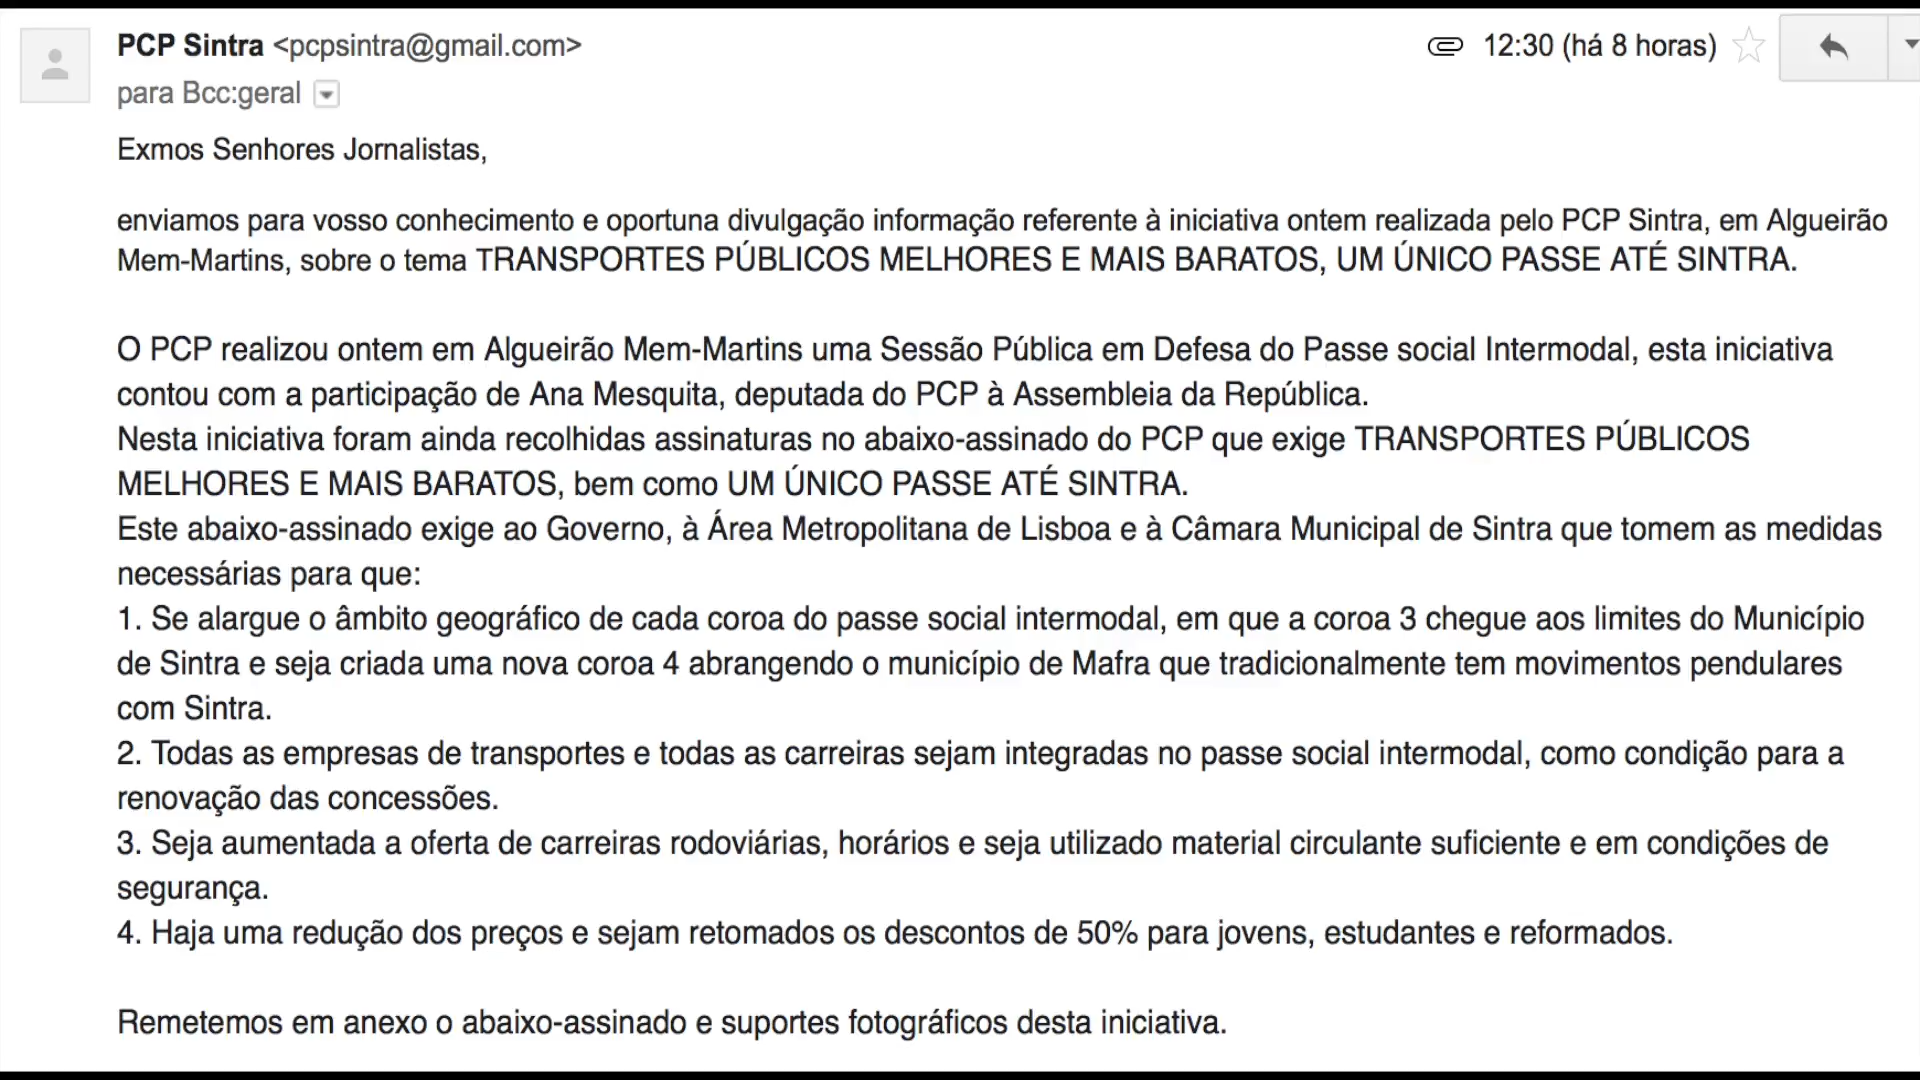 PCP Sintra <pcpsintra@gmail.com>
12:30 (há 8 horas)
para Bcc:geral
Exmos Senhores Jornalistas,
enviamos para vosso conhecimento e oportuna divulgação informação referente à iniciativa ontem realizada pelo PCP Sintra, em Algueirão
Mem-Martins, sobre o tema TRANSPORTES PÚBLICOS MELHORES E MAIS BARATOS, UM ÚNICO PASSE ATÉ SINTRA.
O PCP realizou ontem em Algueirão Mem-Martins uma Sessão Pública em Defesa do Passe social Intermodal, esta iniciativa
contou com a participação de Ana Mesquita, deputada do PCP à Assembleia da República.
Nesta iniciativa foram ainda recolhidas assinaturas no abaixo-assinado do PCP que exige TRANSPORTES PÚBLICOS
MELHORES E MAIS BARATOS, bem como UM ÚNICO PASSE ATÉ SINTRA.
Este abaixo-assinado exige ao Governo, à Área Metropolitana de Lisboa e à Câmara Municipal de Sintra que tomem as medidas
necessárias para que:
1. Se alargue o âmbito geográfico de cada coroa do passe social intermodal, em que a coroa 3 chegue aos limites do Município
de Sintra e seja criada uma nova coroa 4 abrangendo o município de Mafra que tradicionalmente tem movimentos pendulares
com Sintra.
2. Todas as empresas de transportes e todas as carreiras sejam integradas no passe social intermodal, como condição para a
renovação das concessões.
3. Seja aumentada a oferta de carreiras rodoviárias, horários e seja utilizado material circulante suficiente e em condições de
segurança.
4. Haja uma redução dos preços e sejam retomados os descontos de 50% para jovens, estudantes e reformados.
Remetemos em anexo o abaixo-assinado e suportes fotográficos desta iniciativa.